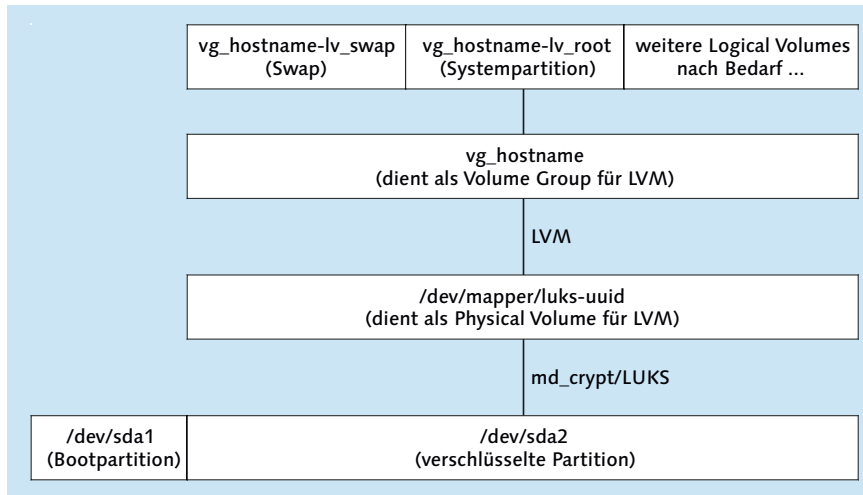 vg_hostname-lv_swap
(Swap)
vg_hostname-lv_root
(Systempartition)
weitere Logical Volumes
nach Bedarf ...
vg_hostname
(dient als Volume Group für LVM)
LVM
/dev/mapper/luks-uuid
(dient als Physical Volume für LVM)
md_crypt/LUKS
/dev/sda1
(Bootpartition)
/dev/sda2
(verschlüsselte Partition)